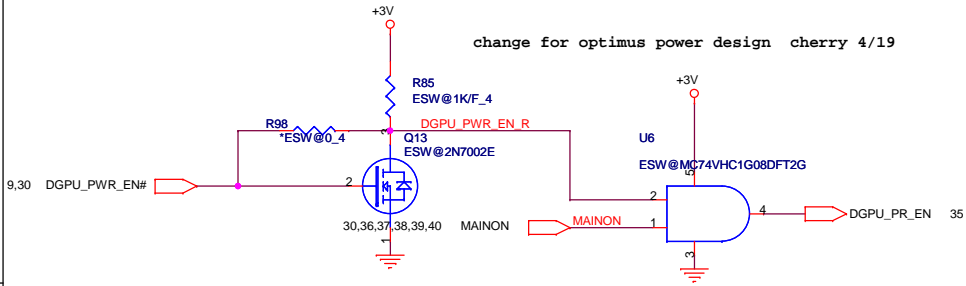 +3V
change for optimus power design cherry 4/19
R85
ESW@1K/F_4
+3V
R98
*ESW@0_4
DGPU_PWR_EN_R
3
Q13
ESW@2N7002E
U6
ESW@MC74VHC1G08DFT2G
5
9,30 DGPU_PWR_EN#
2
2
1
4
DGPU_PR_EN 35
30,36,37,38,39,40 MAINON
MAINON
1
3